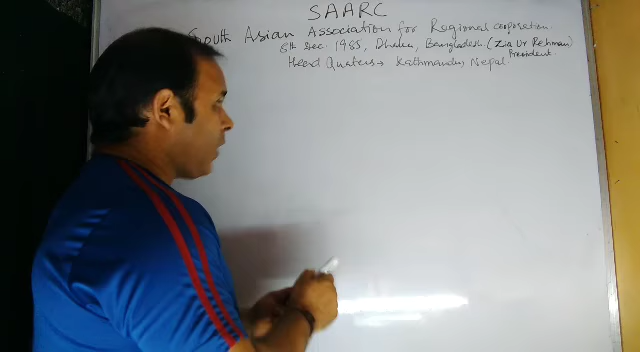 SAARC
South Asian Association for Regional corporation.
8th Dec 1985, Dhaka, Bangladesh (Zia Ur Rehman)
President
Head Quaters → Kathmandu, Nepal.